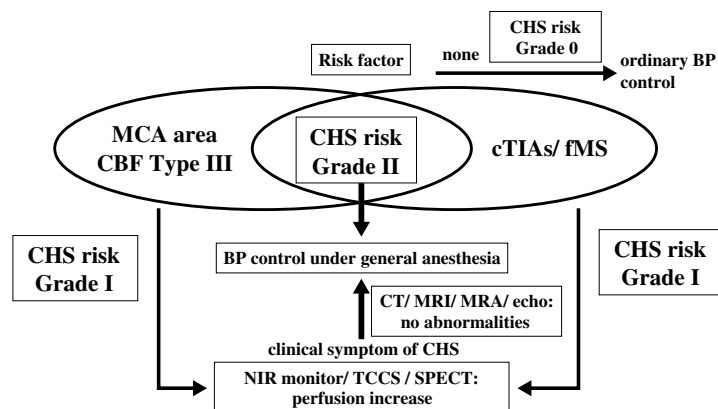 CHS risk
Grade 0
none
Risk factor
ordinary BP
control
MCA area
CBF Type III
CHS risk
Grade II
cTIAs/ fMS
CHS risk
Grade I
BP control under general anesthesia
CHS risk
Grade I
CT/ MRI/ MRA/ echo:
no abnormalities
clinical symptom of CHS
NIR monitor/ TCCS / SPECT:
perfusion increase